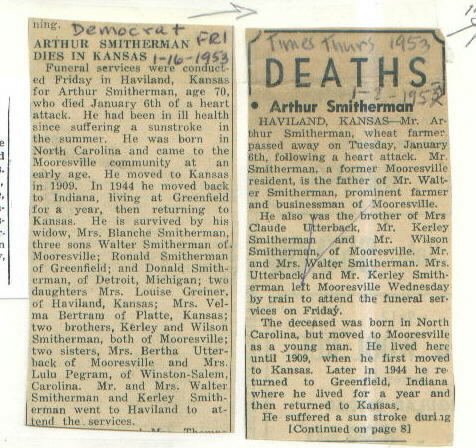 ning.
Democrat
FRI
1-16-1953
ARTHUR SMITHERMAN
DIES IN KANSAS
Funeral services were conduct-
ed Friday in Haviland, Kansas
for Arthur Smitherman, age 70,
who died January 6th of a heart
attack. He had been in ill health
since suffering a sunstroke in
the summer. He was born in
North Carolina and came to the
Mooresville community at an
early age. He moved to Kansas
in 1909. In 1944 he moved back
to Indiana, living at Greenfield
for a year, then returning to
Kansas. He is survived by his
widow, Mrs. Blanche Smitherman,
three sons Walter Smitherman of
Mooresville; Ronald Smitherman
of Greenfield; and Donald Smith-
erman, of Detroit, Michigan; two
daughters Mrs. Louise Greiner,
of Haviland, Kansas; Mrs. Vel-
ma Bertram of Platte, Kansas;
two brothers, Kerley and Wilson
Smitherman, both of Mooresville;
two sisters, Mrs. Bertha Utter-
back of Mooresville and Mrs.
Lulu Pegram, of Winston-Salem,
Carolina. Mr. and Mrs. Walter
Smitherman and Kerley Smith-
erman went to Haviland to at-
tend the services.
Times Thurs 1953
DEATHS
• Arthur Smitherman
HAVILAND, KANSAS—Mr. Ar-
thur Smitherman, wheat farmer
passed away on Tuesday, January
6th, following a heart attack. Mr.
Smitherman, a former Mooresville
resident, is the father of Mr. Walt-
er Smitherman, prominent farmer
and businessman of Mooresville.
He also was the brother of Mrs
Claude Utterback, Mr. Kerley
Smitherman and Mr. Wilson
Smitherman, of Mooresville. Mr.
and Mrs. Walter Smitherman. Mrs.
Utterback and Mr. Kerley Smith-
erman left Mooresville Wednesday
by train to attend the funeral ser-
vices on Friday.
The deceased was born in North
Carolina, but moved to Mooresville
as a young man. He lived here
until 1909, when he first moved
to Kansas. Later in 1944 he re-
turned to Greenfield, Indiana
where he lived for a year and
then returned to Kansas.
He suffered a sun stroke during
[Continued on page 8]